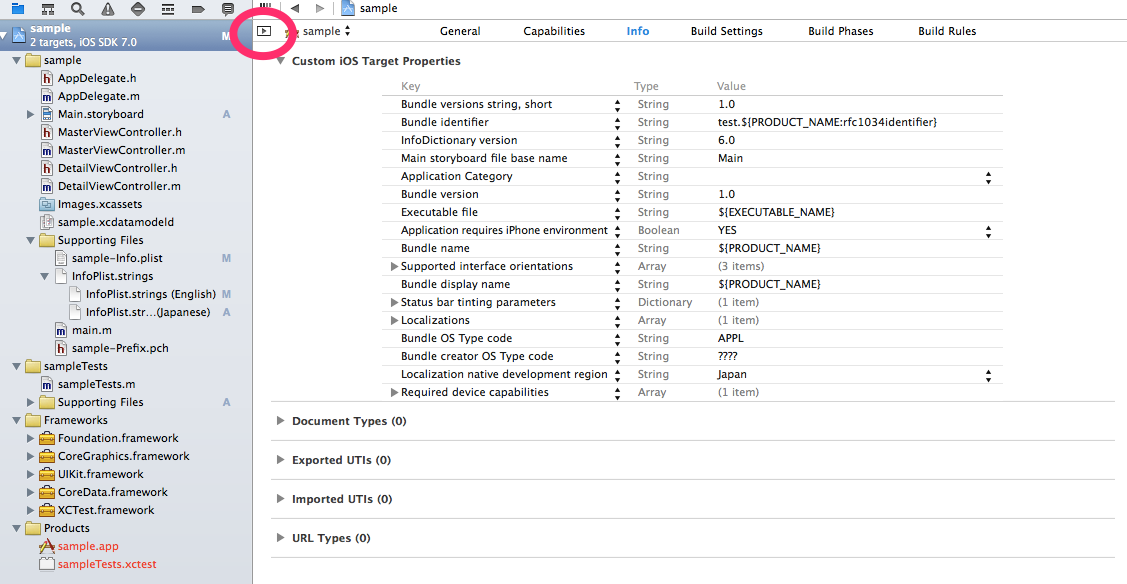 sample
sample
2 targets, iOS SDK 7.0
M
sample
AppDelegate.h
AppDelegate.m
Main.storyboard A
MasterViewController.h
MasterViewController.m
DetailViewController.h
DetailViewController.m
Images.xcassets
sample.xcdatamodeld
Supporting Files
sample-Info.plist M
InfoPlist.strings
InfoPlist.strings (English) M
InfoPlist.str...(Japanese) A
main.m
sample-Prefix.pch
sampleTests
sampleTests.m
Supporting Files A
Frameworks
Foundation.framework
CoreGraphics.framework
UIKit.framework
CoreData.framework
XCTest.framework
Products
sample.app
sampleTests.xctest
sample General Capabilities Info Build Settings Build Phases Build Rules
Custom iOS Target Properties
Key Type Value
Bundle versions string, short String 1.0
Bundle identifier String test.${PRODUCT_NAME:rfc1034identifier}
InfoDictionary version String 6.0
Main storyboard file base name String Main
Application Category String
Bundle version String 1.0
Executable file String ${EXECUTABLE_NAME}
Application requires iPhone environment Boolean YES
Bundle name String ${PRODUCT_NAME}
Supported interface orientations Array (3 items)
Bundle display name String ${PRODUCT_NAME}
Status bar tinting parameters Dictionary (1 item)
Localizations Array (1 item)
Bundle OS Type code String APPL
Bundle creator OS Type code String ????
Localization native development region String Japan
Required device capabilities Array (1 item)
Document Types (0)
Exported UTIs (0)
Imported UTIs (0)
URL Types (0)